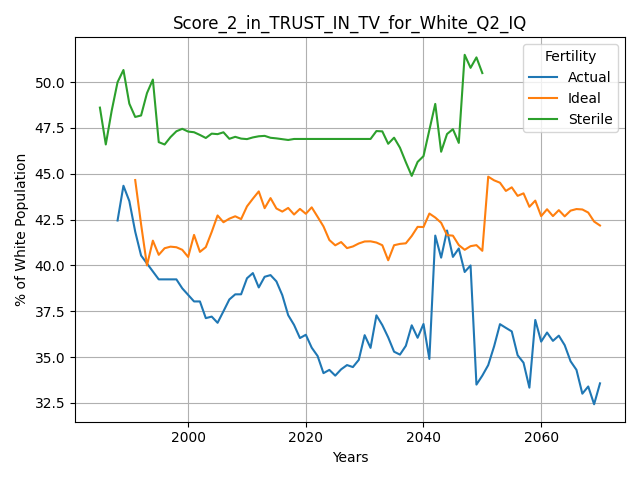 Score_2_in_TRUST_IN_TV_for_White_Q2_IQ
Fertility
Actual
Ideal
Sterile
% of White Population
50.0
47.5
45.0
42.5
40.0
37.5
35.0
32.5
2000
2020
2040
2060
Years